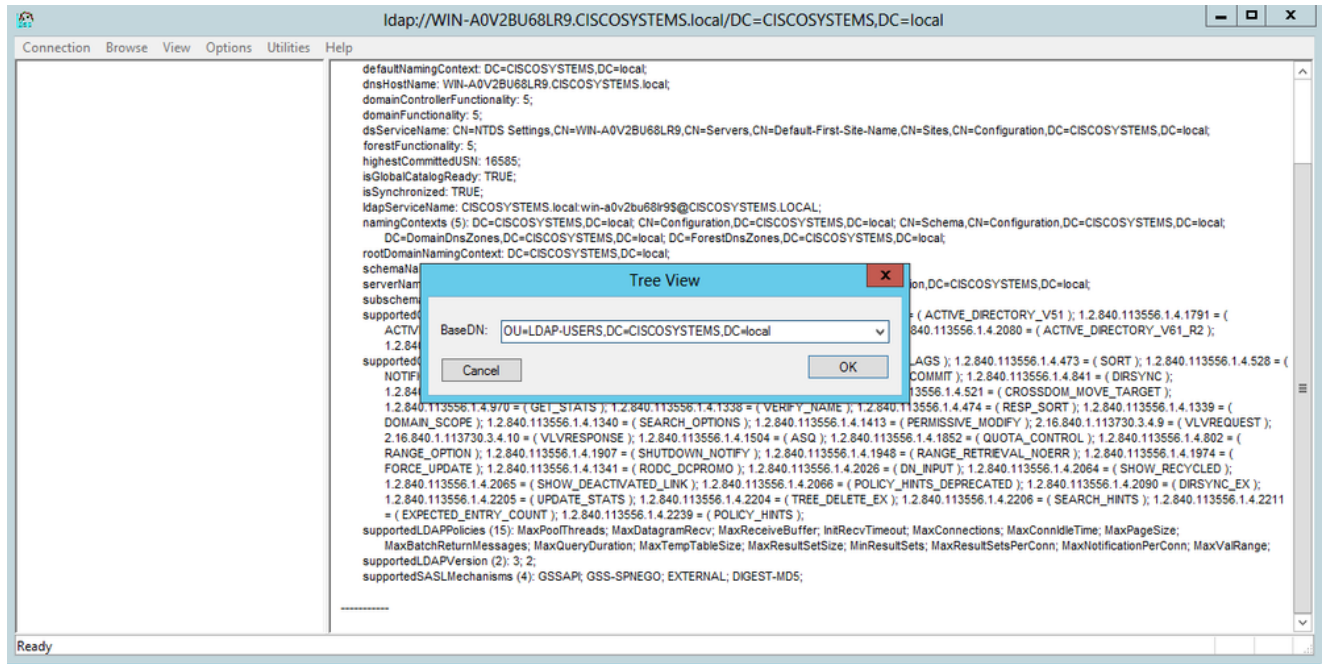 ldap://WIN-A0V2BU68LR9.CISCOSYSTEMS.local/DC=CISCOSYSTEMS,DC=local
Connection Browse View Options Utilities Help
defaultNamingContext: DC=CISCOSYSTEMS,DC=local;
dnsHostName: WIN-A0V2BU68LR9.CISCOSYSTEMS.local;
domainControllerFunctionality: 5;
domainFunctionality: 5;
dsServiceName: CN=NTDS Settings,CN=WIN-A0V2BU68LR9,CN=Servers,CN=Default-First-Site-Name,CN=Sites,CN=Configuration,DC=CISCOSYSTEMS,DC=local;
forestFunctionality: 5;
highestCommittedUSN: 16585;
isGlobalCatalogReady: TRUE;
isSynchronized: TRUE;
ldapServiceName: CISCOSYSTEMS.local:win-a0v2bu68lr9$@CISCOSYSTEMS.LOCAL;
namingContexts (5): DC=CISCOSYSTEMS,DC=local; CN=Configuration,DC=CISCOSYSTEMS,DC=local; CN=Schema,CN=Configuration,DC=CISCOSYSTEMS,DC=local;
DC=DomainDnsZones,DC=CISCOSYSTEMS,DC=local; DC=ForestDnsZones,DC=CISCOSYSTEMS,DC=local;
rootDomainNamingContext: DC=CISCOSYSTEMS,DC=local;
schemaNa
serverNam ion,DC=CISCOSYSTEMS,DC=local;
subschem
supported = ( ACTIVE_DIRECTORY_V51 ); 1.2.840.113556.1.4.1791 = (
ACTIV 840.113556.1.4.2080 = ( ACTIVE_DIRECTORY_V61_R2 );
1.2.84
supported LAGS ); 1.2.840.113556.1.4.473 = ( SORT ); 1.2.840.113556.1.4.528 = (
NOTIF COMMIT ); 1.2.840.113556.1.4.841 = ( DIRSYNC );
1.2.84 13556.1.4.521 = ( CROSSDOM_MOVE_TARGET );
Tree View
BaseDN: OU=LDAP-USERS,DC=CISCOSYSTEMS,DC=local
Cancel OK
1.2.840.113556.1.4.970 = ( GET_STATS ); 1.2.840.113556.1.4.1338 = ( VERIFY_NAME ); 1.2.840.113556.1.4.474 = ( RESP_SORT ); 1.2.840.113556.1.4.1339 = (
DOMAIN_SCOPE ); 1.2.840.113556.1.4.1340 = ( SEARCH_OPTIONS ); 1.2.840.113556.1.4.1413 = ( PERMISSIVE_MODIFY ); 2.16.840.1.113730.3.4.9 = ( VLVREQUEST );
2.16.840.1.113730.3.4.10 = ( VLVRESPONSE ); 1.2.840.113556.1.4.1504 = ( ASQ ); 1.2.840.113556.1.4.1852 = ( QUOTA_CONTROL ); 1.2.840.113556.1.4.802 = (
RANGE_OPTION ); 1.2.840.113556.1.4.1907 = ( SHUTDOWN_NOTIFY ); 1.2.840.113556.1.4.1948 = ( RANGE_RETRIEVAL_NOERR ); 1.2.840.113556.1.4.1974 = (
FORCE_UPDATE ); 1.2.840.113556.1.4.1341 = ( RODC_DCPROMO ); 1.2.840.113556.1.4.2026 = ( DN_INPUT ); 1.2.840.113556.1.4.2064 = ( SHOW_RECYCLED );
1.2.840.113556.1.4.2065 = ( SHOW_DEACTIVATED_LINK ); 1.2.840.113556.1.4.2066 = ( POLICY_HINTS_DEPRECATED ); 1.2.840.113556.1.4.2090 = ( DIRSYNC_EX );
1.2.840.113556.1.4.2205 = ( UPDATE_STATS ); 1.2.840.113556.1.4.2204 = ( TREE_DELETE_EX ); 1.2.840.113556.1.4.2206 = ( SEARCH_HINTS ); 1.2.840.113556.1.4.2211
= ( EXPECTED_ENTRY_COUNT ); 1.2.840.113556.1.4.2239 = ( POLICY_HINTS );
supportedLDAPPolicies (15): MaxPoolThreads; MaxDatagramRecv; MaxReceiveBuffer; InitRecvTimeout; MaxConnections; MaxConnIdleTime; MaxPageSize;
MaxBatchReturnMessages; MaxQueryDuration; MaxTempTableSize; MaxResultSetSize; MinResultSets; MaxResultSetsPerConn; MaxNotificationPerConn; MaxValRange;
supportedLDAPVersion (2): 3; 2;
supportedSASLMechanisms (4): GSSAPI; GSS-SPNEGO; EXTERNAL; DIGEST-MD5;
-----------
Ready